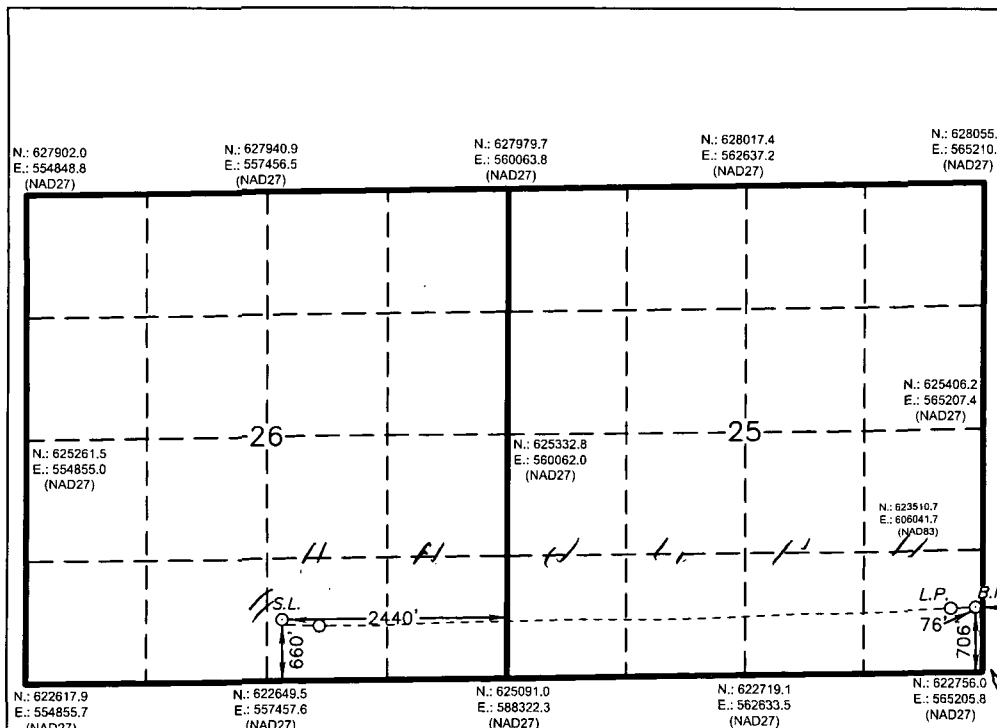 N.: 627902.0
E.: 554848.8
(NAD27)
N.: 627940.9
E.: 557456.5
(NAD27)
N.: 627979.7
E.: 560063.8
(NAD27)
N.: 628017.4
E.: 562637.2
(NAD27)
N.: 628055.
E.: 565210.
(NAD27)
N.: 625406.2
E.: 565207.4
(NAD27)
26
25
N.: 625261.5
E.: 554855.0
(NAD27)
N.: 625332.8
E.: 560062.0
(NAD27)
N.: 623510.7
E.: 606041.7
(NAD83)
S.L.
2440'
660'
L.P.
B.
76'
706'
N.: 622617.9
E.: 554855.7
(NAD27)
N.: 622649.5
E.: 557457.6
(NAD27)
N.: 625091.0
E.: 588322.3
(NAD27)
N.: 622719.1
E.: 562633.5
(NAD27)
N.: 622756.0
E.: 565205.8
(NAD27)